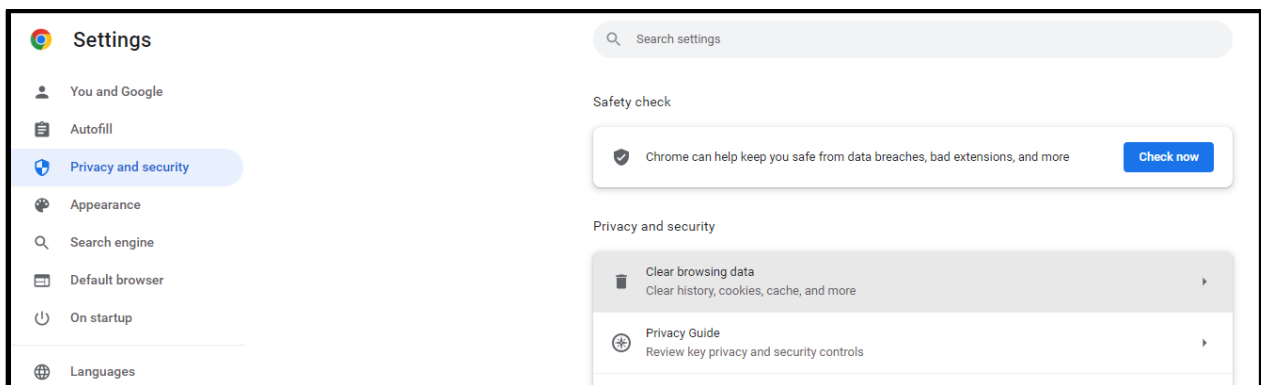 Settings
Search settings
You and Google
Autofill
Privacy and security
Appearance
Search engine
Default browser
On startup
Languages
Safety check
Chrome can help keep you safe from data breaches, bad extensions, and more
Check now
Privacy and security
Clear browsing data
Clear history, cookies, cache, and more
Privacy Guide
Review key privacy and security controls